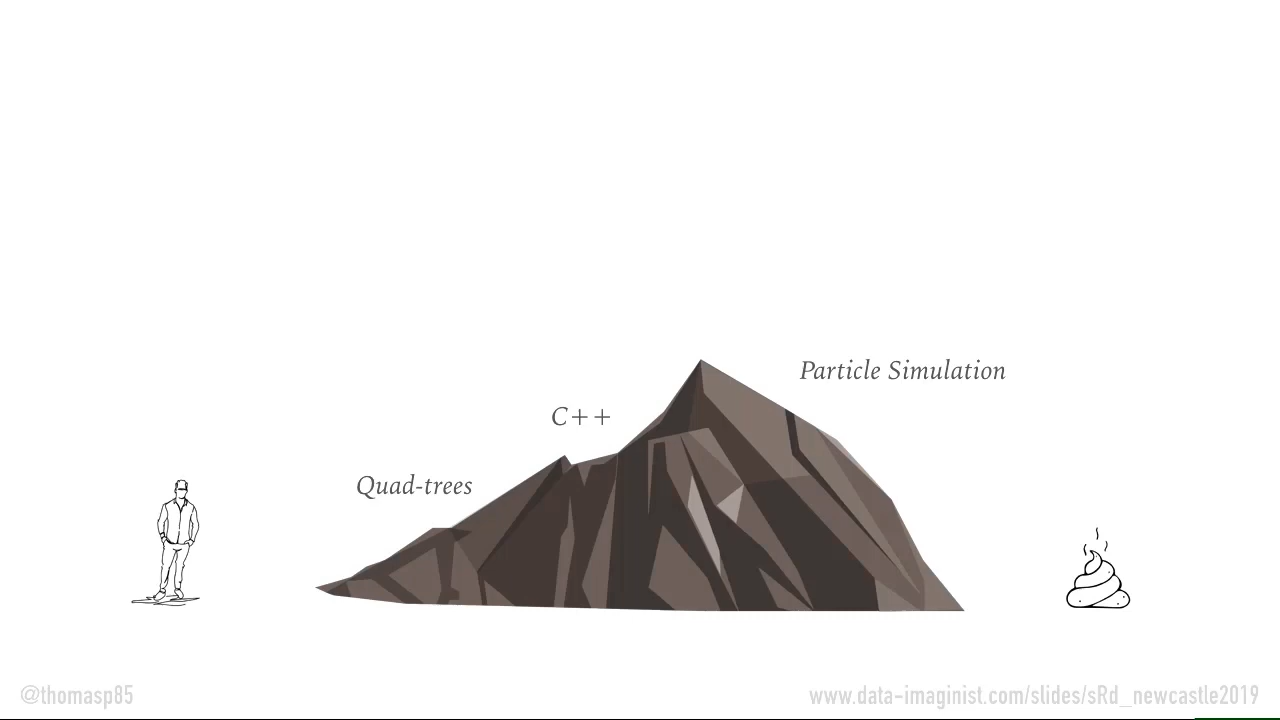 Particle Simulation
C++
Quad-trees
@thomasp85
www.data-imaginist.com/slides/sRd_newcastle2019